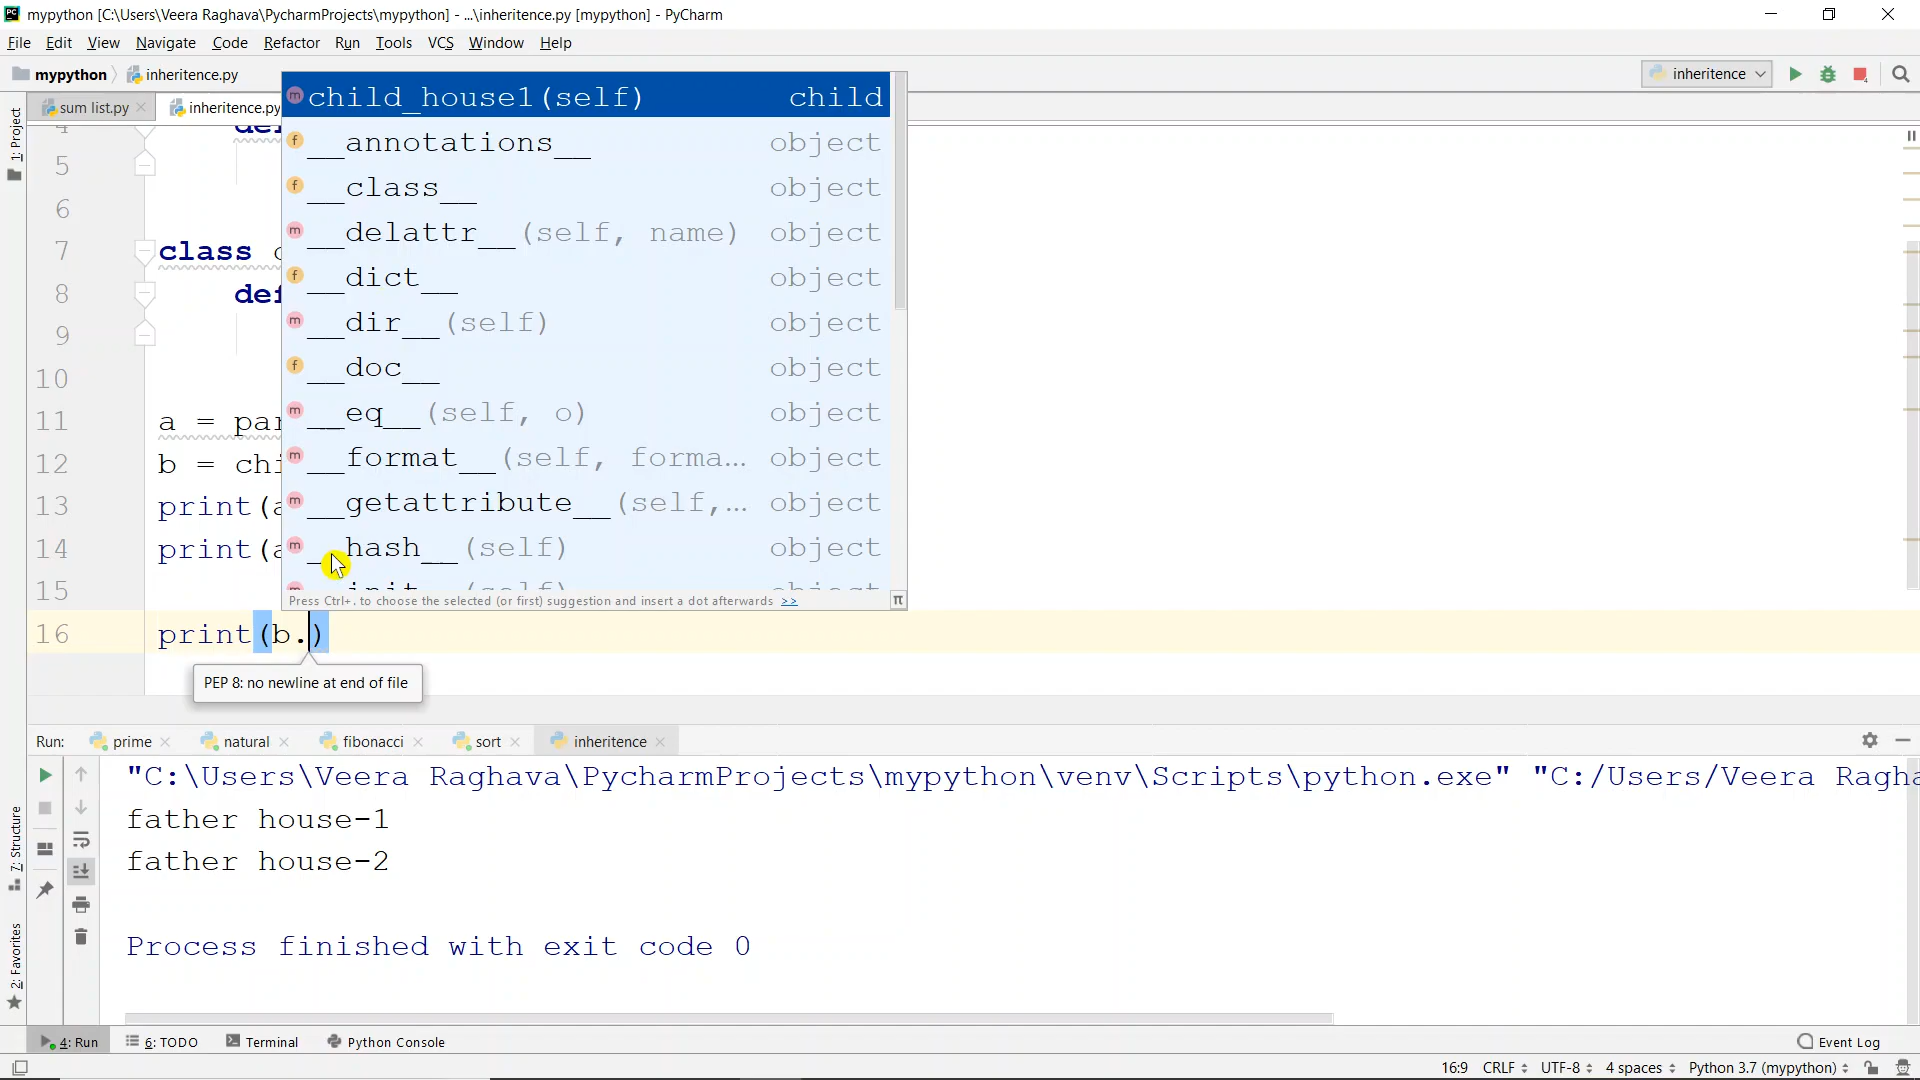 mypython [C:\Users\Veera Raghava\PycharmProjects\mypython] - ...\inheritence.py [mypython] - PyCharm
File Edit View Navigate Code Refactor Run Tools VCS Window Help
mypython inheritence.py inheritence
sum list.py inheritence.py
1: Project
child_house1(self) child
__annotations__ object
5
__class__ object
6
__delattr__(self, name) object
7 class
__dict__ object
8 def
__dir__(self) object
9
__doc__ object
10
__eq__(self, o) object
11 a = par
__format__(self, forma... object
12 b = chi
__getattribute__(self,... object
13 print(a
__hash__(self) object
14 print(a
15
Press Ctrl+. to choose the selected (or first) suggestion and insert a dot afterwards >> π
16 print(b.)
PEP 8: no newline at end of file
Run: prime natural fibonacci sort inheritence
"C:\Users\Veera Raghava\PycharmProjects\mypython\venv\Scripts\python.exe" "C:/Users/Veera Ragha
father house-1
father house-2
Process finished with exit code 0
7: Structure
2: Favorites
4: Run 6: TODO Terminal Python Console Event Log
16:9 CRLF UTF-8 4 spaces Python 3.7 (mypython)